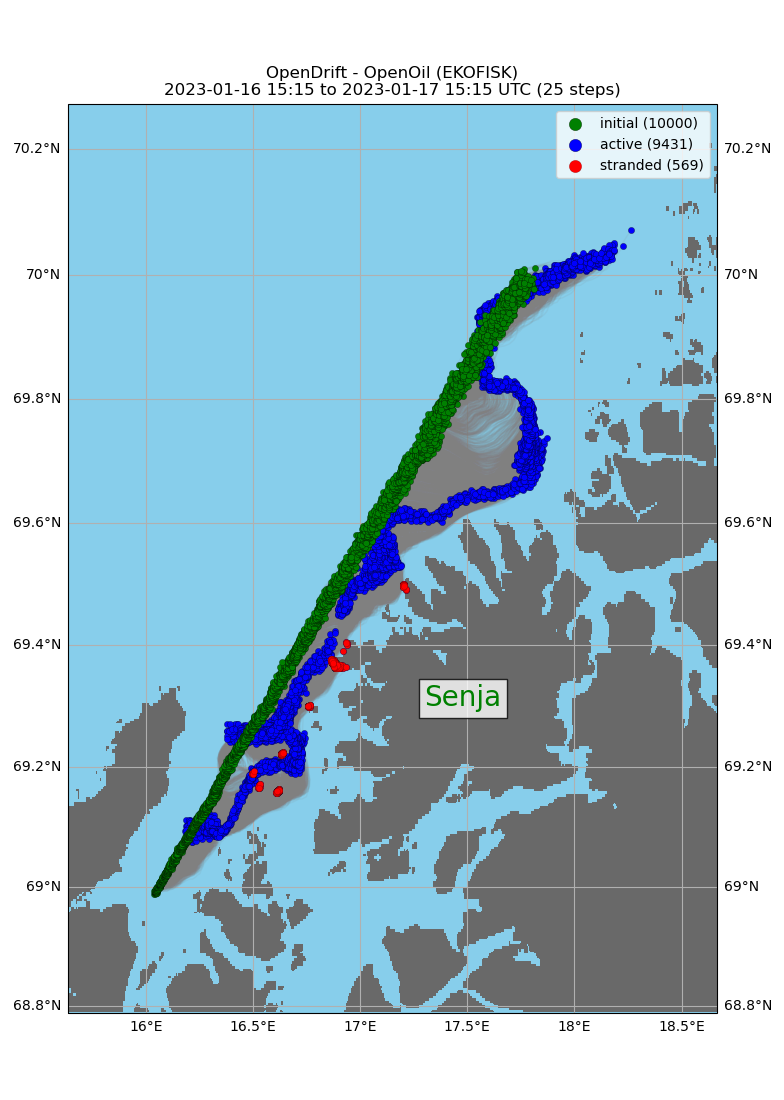 OpenDrift - OpenOil (EKOFISK)
2023-01-16 15:15 to 2023-01-17 15:15 UTC (25 steps)
initial (10000)
active (9431)
stranded (569)
70.2°N 70.2°N
70°N 70°N
69.8°N 69.8°N
69.6°N 69.6°N
69.4°N 69.4°N
Senja
69.2°N 69.2°N
69°N 69°N
68.8°N 68.8°N
16°E 16.5°E 17°E 17.5°E 18°E 18.5°E